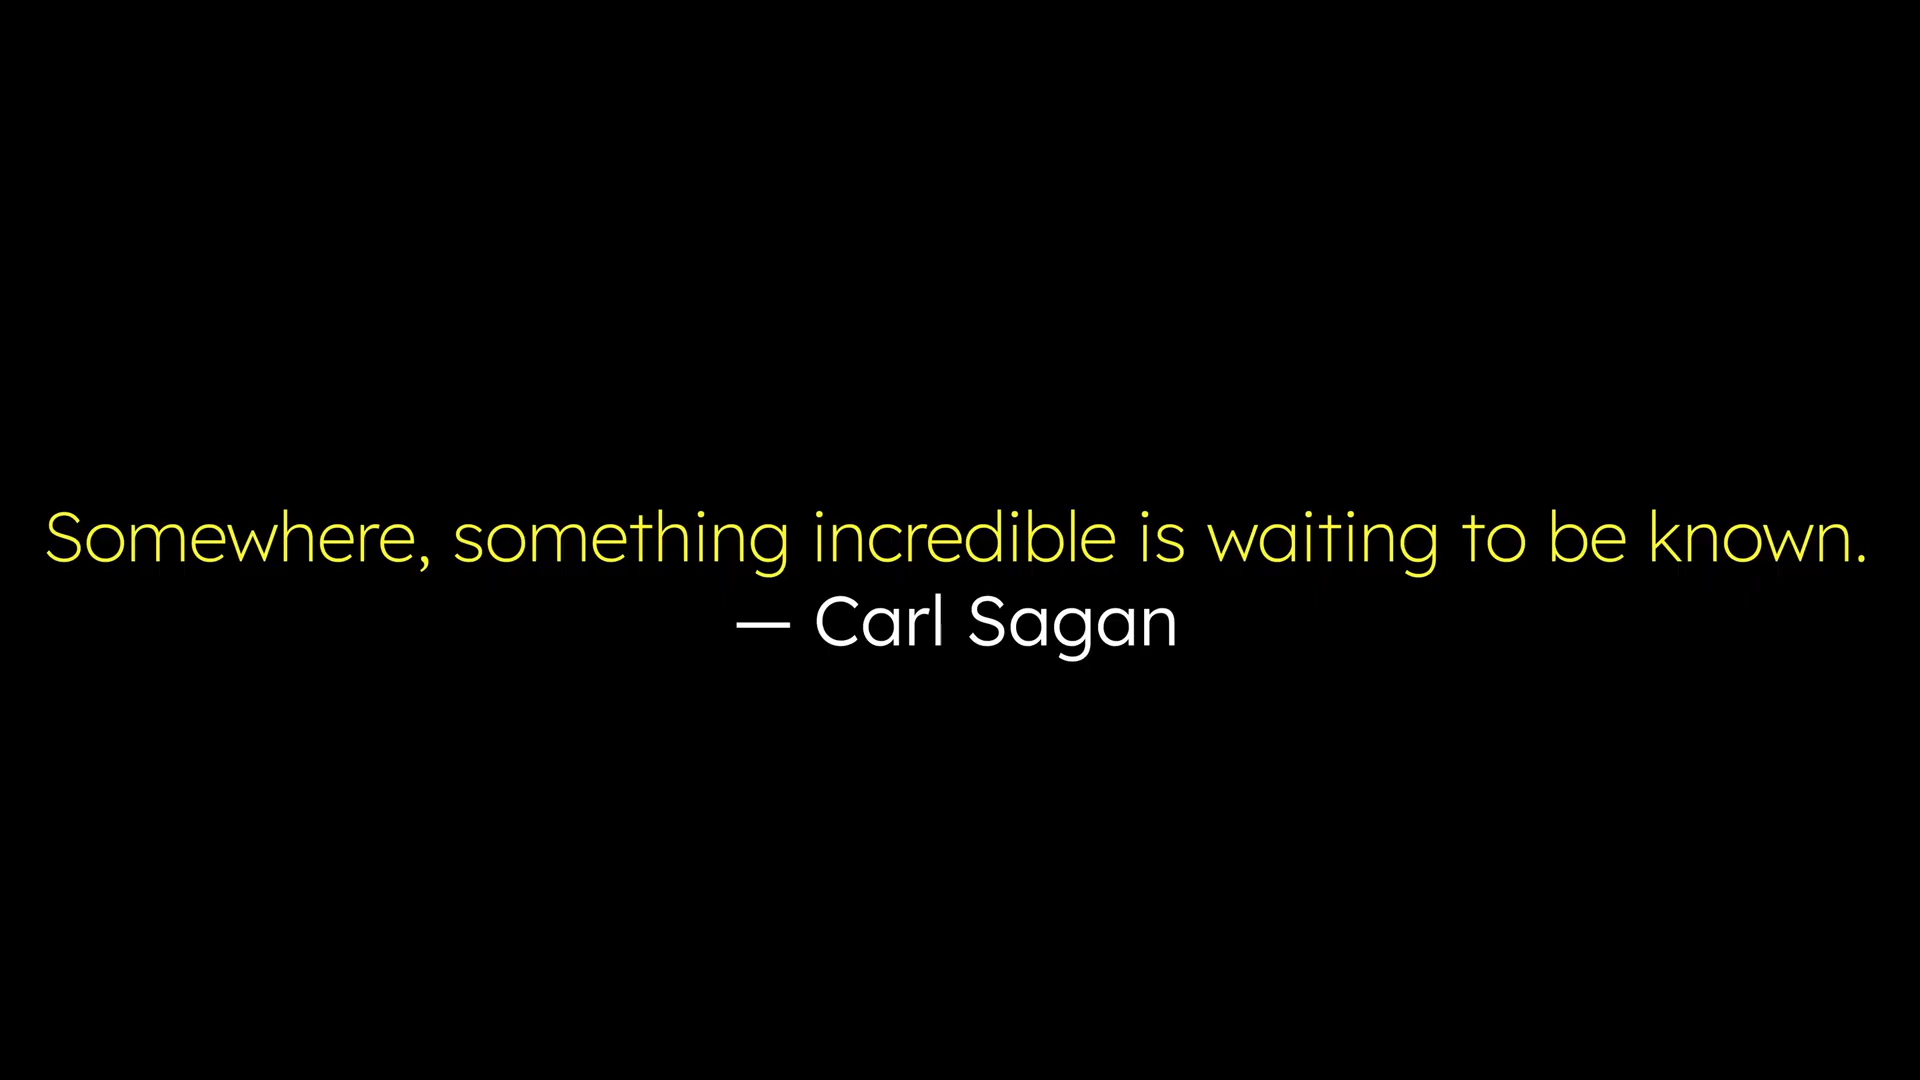 Somewhere, something incredible is waiting to be known.
— Carl Sagan